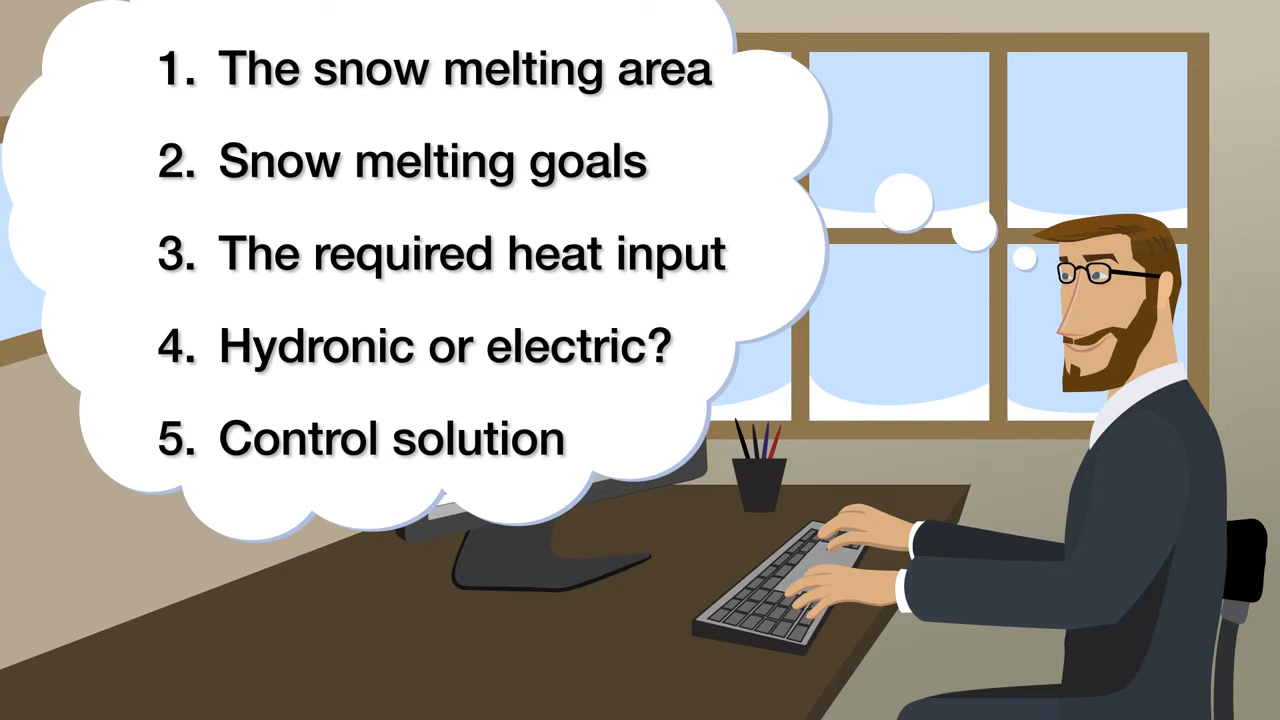 1. The snow melting area
2. Snow melting goals
3. The required heat input
4. Hydronic or electric?
5. Control solution